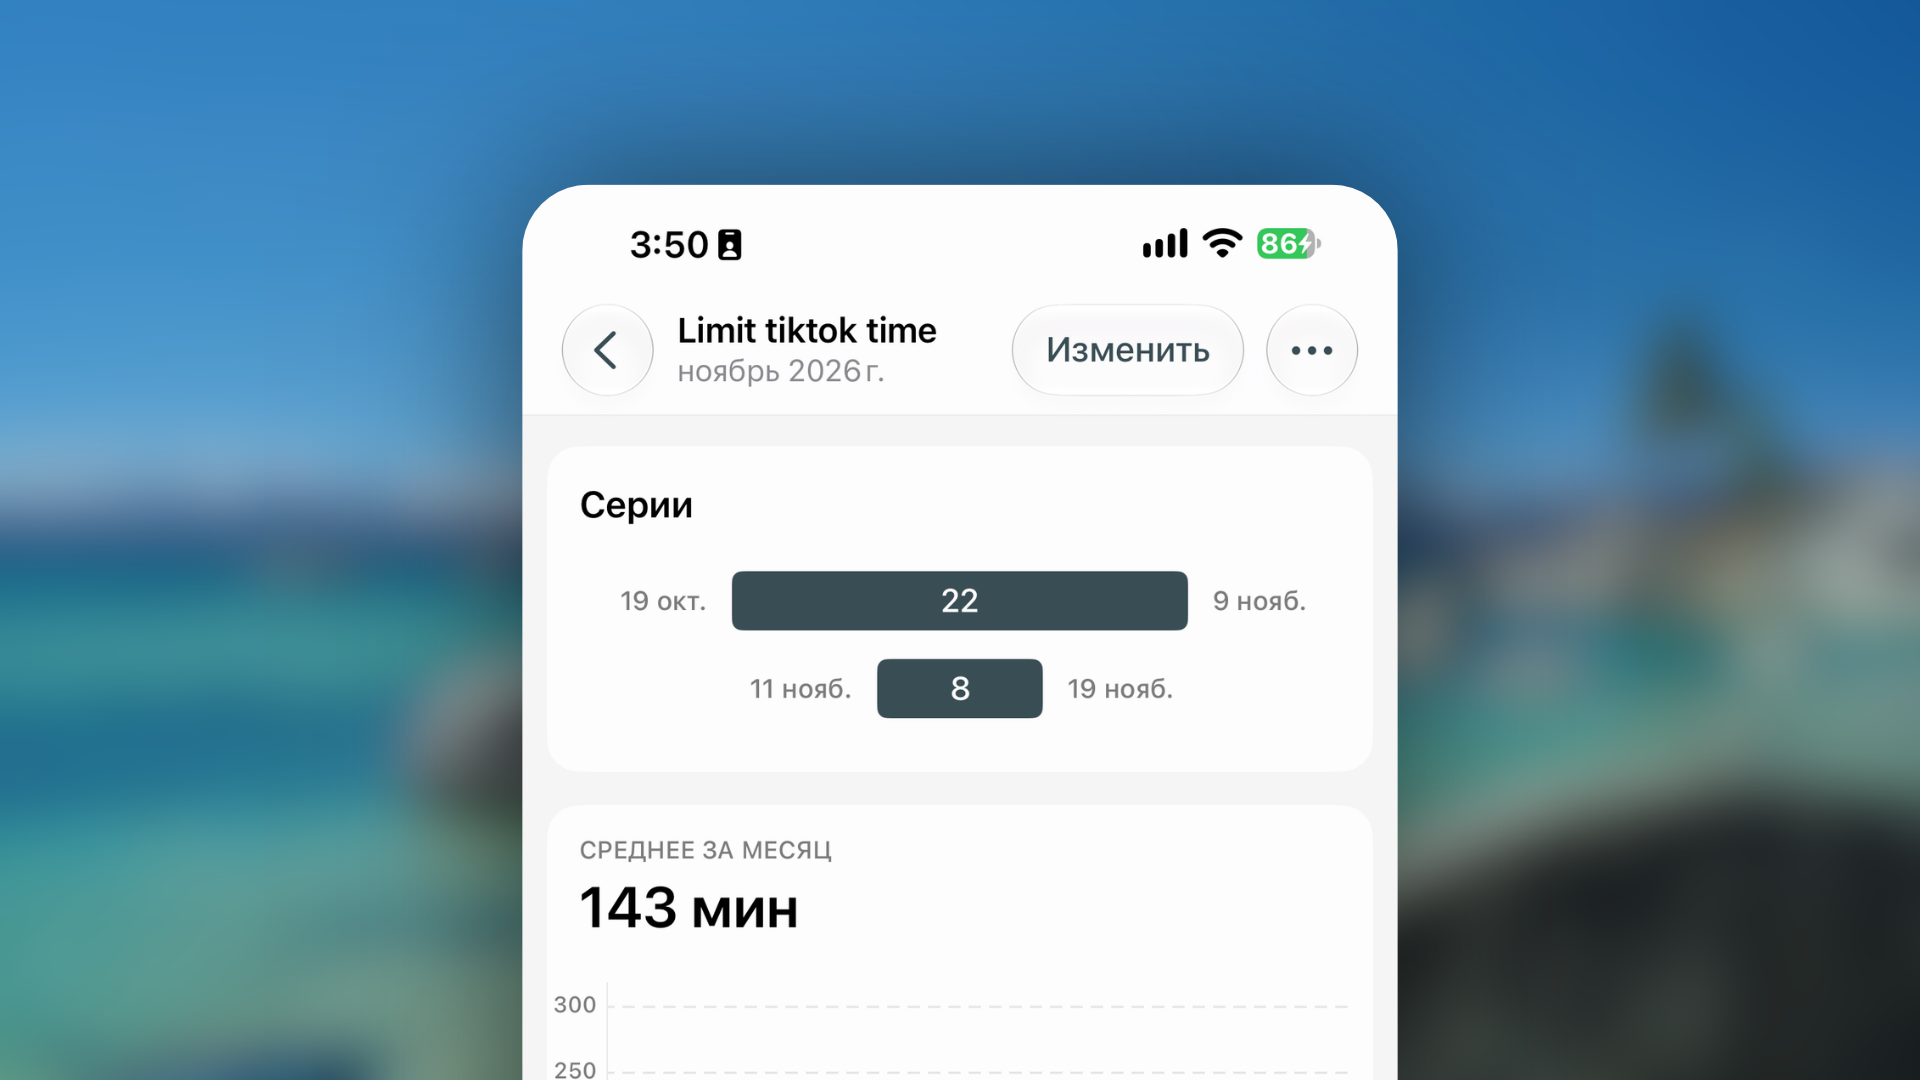 3:50
86
Limit tiktok time
ноябрь 2026 г.
Изменить
Серии
19 окт. 22 9 нояб.
11 нояб. 8 19 нояб.
СРЕДНЕЕ ЗА МЕСЯЦ
143 мин
300
250